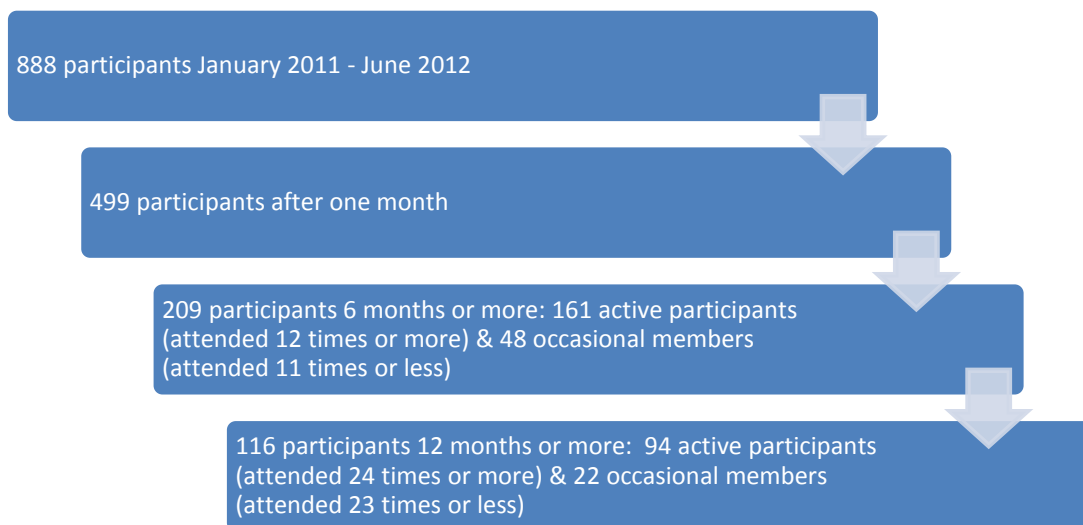 888 participants January 2011 - June 2012
499 participants after one month
209 participants 6 months or more: 161 active participants
(attended 12 times or more) & 48 occasional members
(attended 11 times or less)
116 participants 12 months or more:  94 active participants
(attended 24 times or more) & 22 occasional members
(attended 23 times or less)